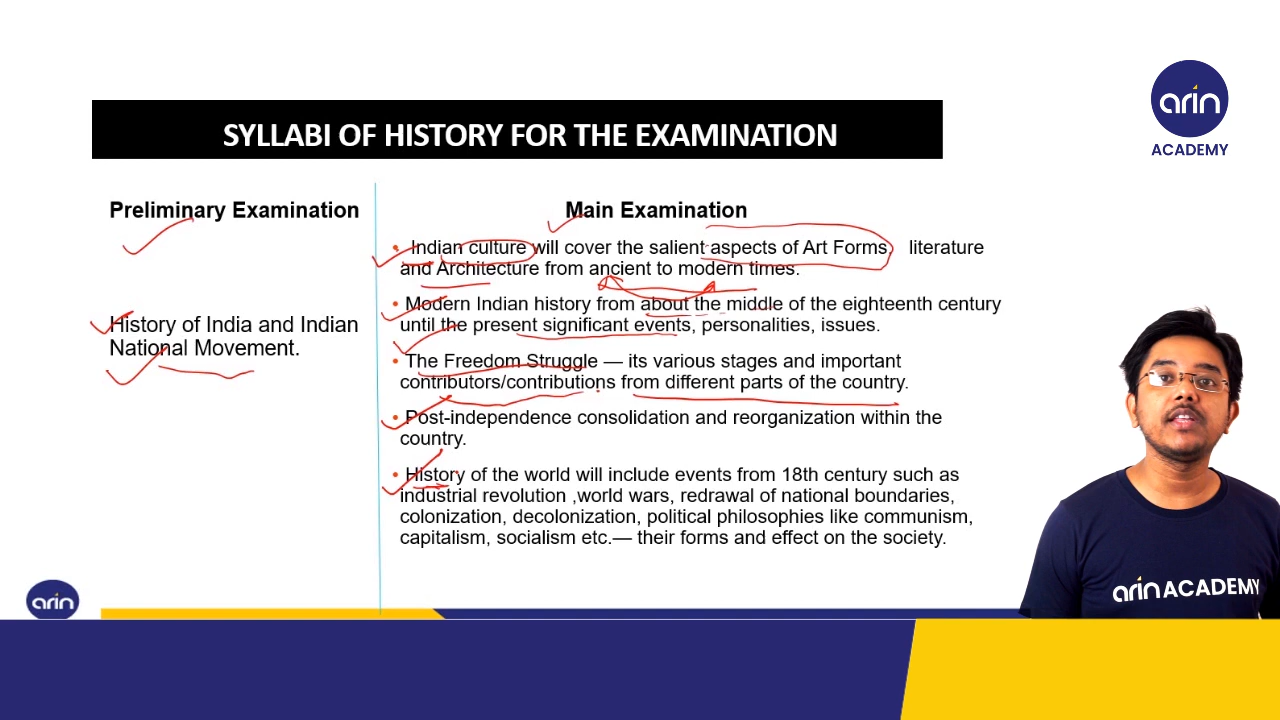 arin
ACADEMY
SYLLABI OF HISTORY FOR THE EXAMINATION
Preliminary Examination
History of India and Indian
National Movement.
Main Examination
• Indian culture will cover the salient aspects of Art Forms, literature
and Architecture from ancient to modern times.
• Modern Indian history from about the middle of the eighteenth century
until the present significant events, personalities, issues.
• The Freedom Struggle — its various stages and important
contributors/contributions from different parts of the country.
• Post-independence consolidation and reorganization within the
country.
• History of the world will include events from 18th century such as
industrial revolution ,world wars, redrawal of national boundaries,
colonization, decolonization, political philosophies like communism,
capitalism, socialism etc.— their forms and effect on the society.
arin ACADEMY
arin